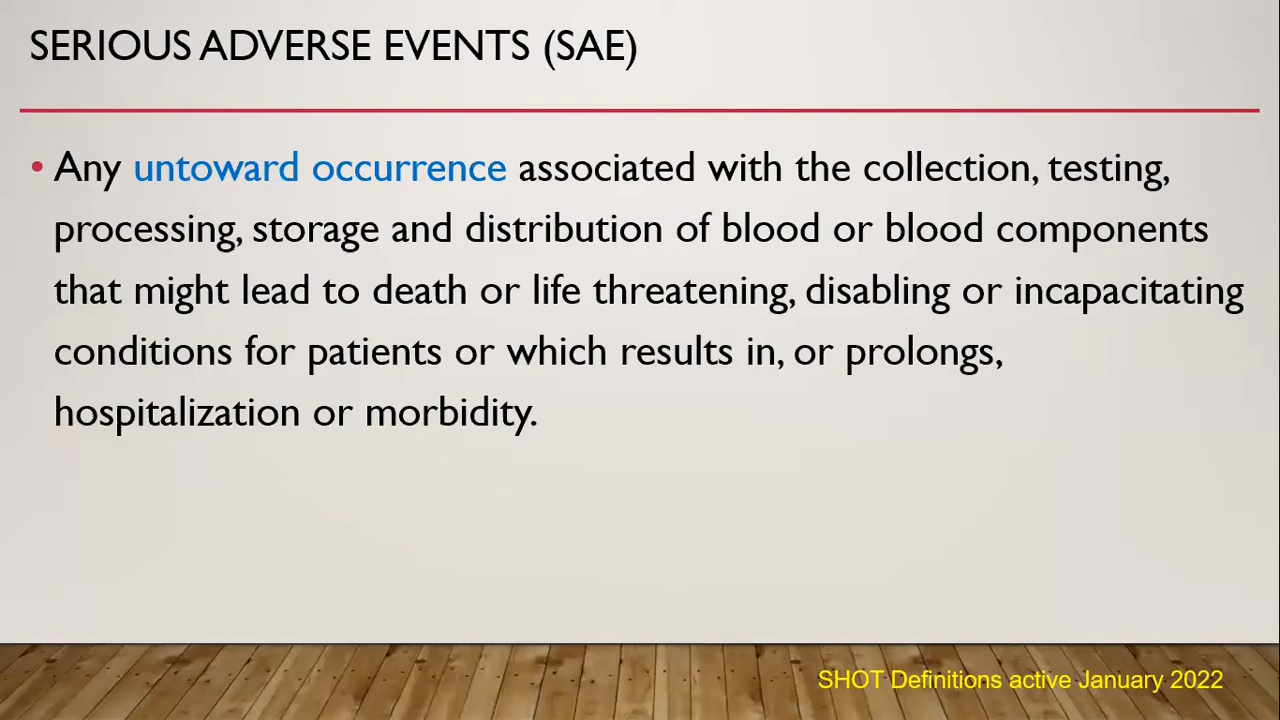 SERIOUS ADVERSE EVENTS (SAE)
• Any untoward occurrence associated with the collection, testing,
processing, storage and distribution of blood or blood components
that might lead to death or life threatening, disabling or incapacitating
conditions for patients or which results in, or prolongs,
hospitalization or morbidity.
SHOT Definitions active January 2022